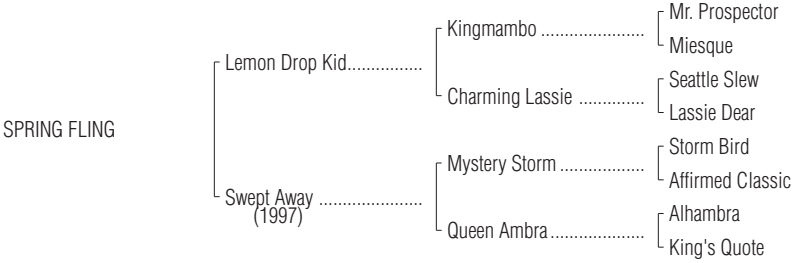 Mr. Prospector
Kingmambo ......................
Miesque
Lemon Drop Kid................
Seattle Slew
Charming Lassie ..............
Lassie Dear
SPRING FLING
Storm Bird
Mystery Storm ..................
Affirmed Classic
Swept Away ......................
(1997)
Alhambra
Queen Ambra....................
King's Quote